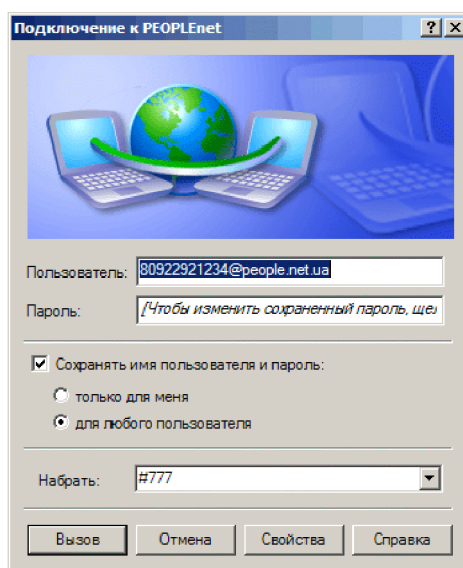 Подключение к PEOPLEnet
Пользователь: 80922921234@people.net.ua
Пароль: [Чтобы изменить сохраненный пароль, щел
Сохранять имя пользователя и пароль:
только для меня
для любого пользователя
Набрать: #777
Вызов Отмена Свойства Справка